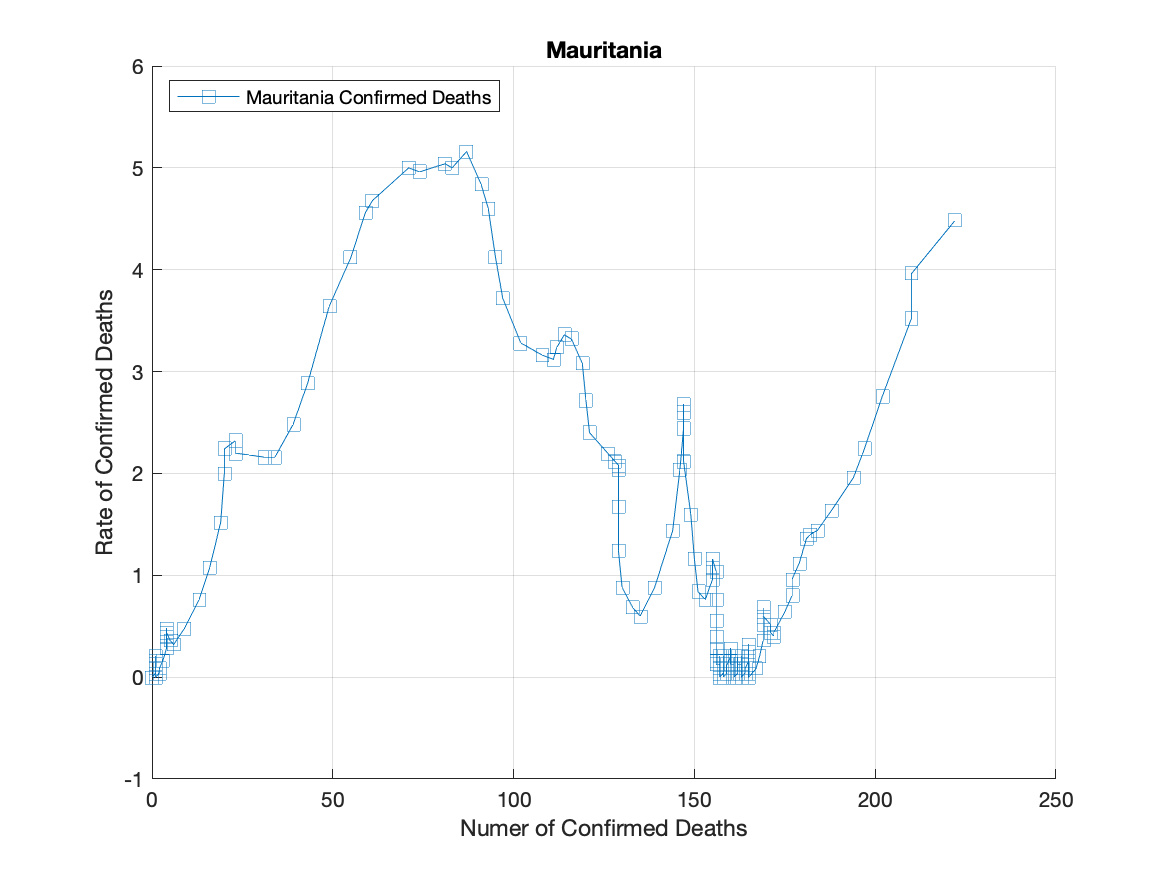 Mauritania
Mauritania Confirmed Deaths
6
5
4
3
2
1
0
-1
Rate of Confirmed Deaths
0 50 100 150 200 250
Numer of Confirmed Deaths